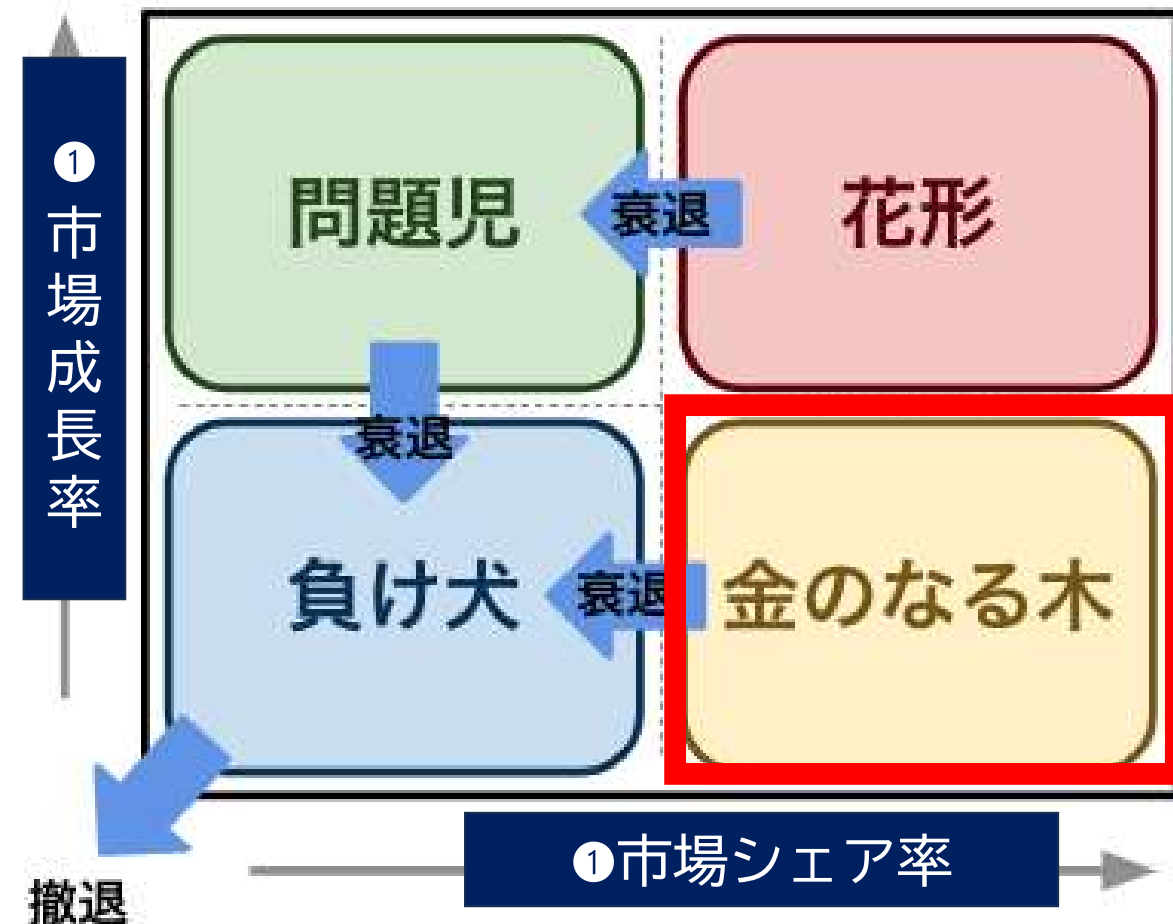 ❶市場成長率
問題児
衰退
花形
衰退
負け犬
衰退
金のなる木
❶市場シェア率
撤退